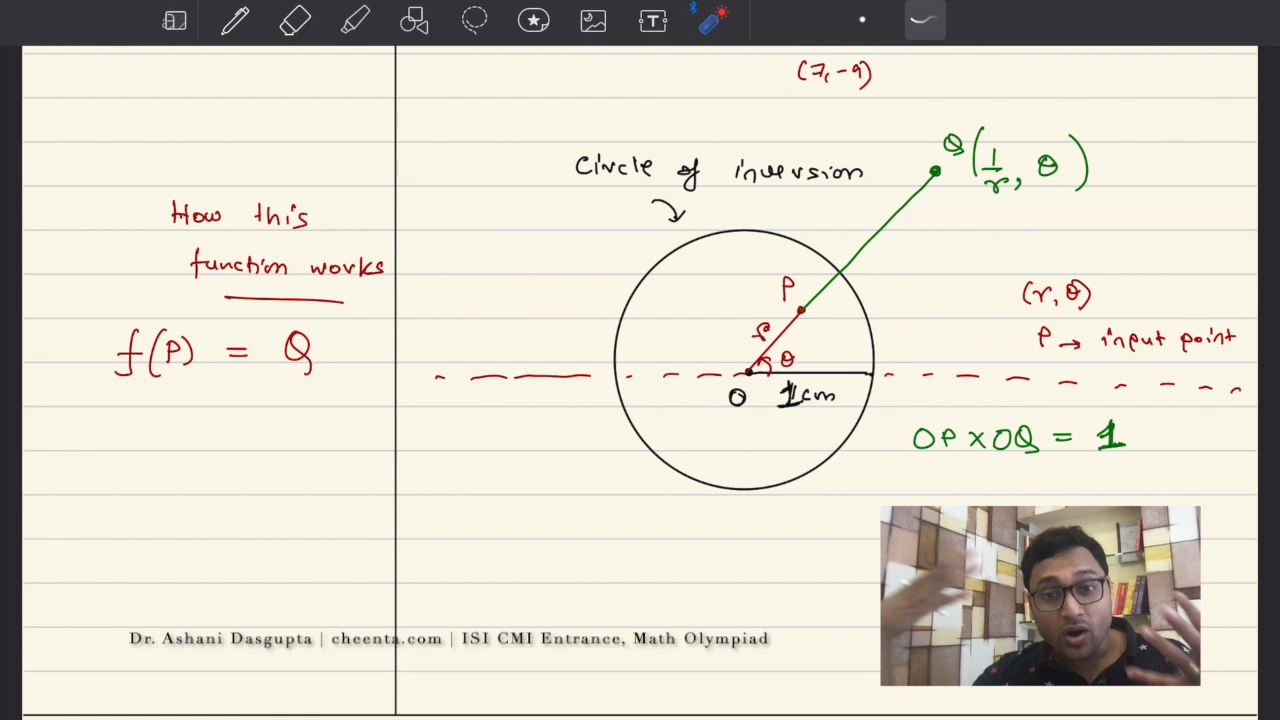 (7, -9)
Circle of inversion
Q (1/r, θ)
How this
function works
f(P) = Q
P
r
θ
O
1cm
(r, θ)
P → input point
OP × OQ = 1
Dr. Ashani Dasgupta | cheenta.com | ISI CMI Entrance, Math Olympiad